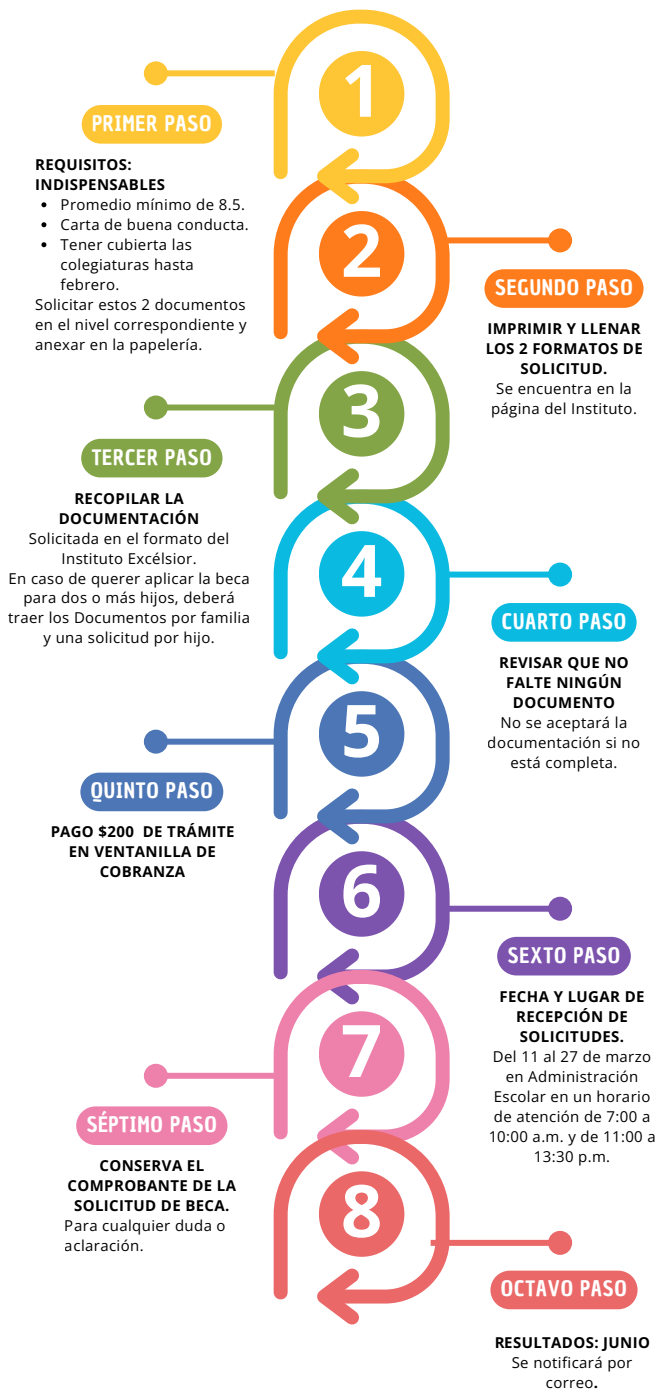 1
PRIMER PASO
REQUISITOS:
INDISPENSABLES
• Promedio mínimo de 8.5.
• Carta de buena conducta.
• Tener cubierta las
colegiaturas hasta
febrero.
Solicitar estos 2 documentos
en el nivel correspondiente y
anexar en la papelería.
2
SEGUNDO PASO
IMPRIMIR Y LLENAR
LOS 2 FORMATOS DE
SOLICITUD.
Se encuentra en la
página del Instituto.
3
TERCER PASO
RECOPILAR LA
DOCUMENTACIÓN
Solicitada en el formato del
Instituto Excélsior.
En caso de querer aplicar la beca
para dos o más hijos, deberá
traer los Documentos por familia
y una solicitud por hijo.
4
CUARTO PASO
REVISAR QUE NO
FALTE NINGÚN
DOCUMENTO
No se aceptará la
documentación si no
está completa.
5
QUINTO PASO
PAGO $200 DE TRÁMITE
EN VENTANILLA DE
COBRANZA
6
SEXTO PASO
FECHA Y LUGAR DE
RECEPCIÓN DE
SOLICITUDES.
Del 11 al 27 de marzo
en Administración
Escolar en un horario
de atención de 7:00 a
10:00 a.m. y de 11:00 a
13:30 p.m.
7
SÉPTIMO PASO
CONSERVA EL
COMPROBANTE DE LA
SOLICITUD DE BECA.
Para cualquier duda o
aclaración.
8
OCTAVO PASO
RESULTADOS: JUNIO
Se notificará por
correo.